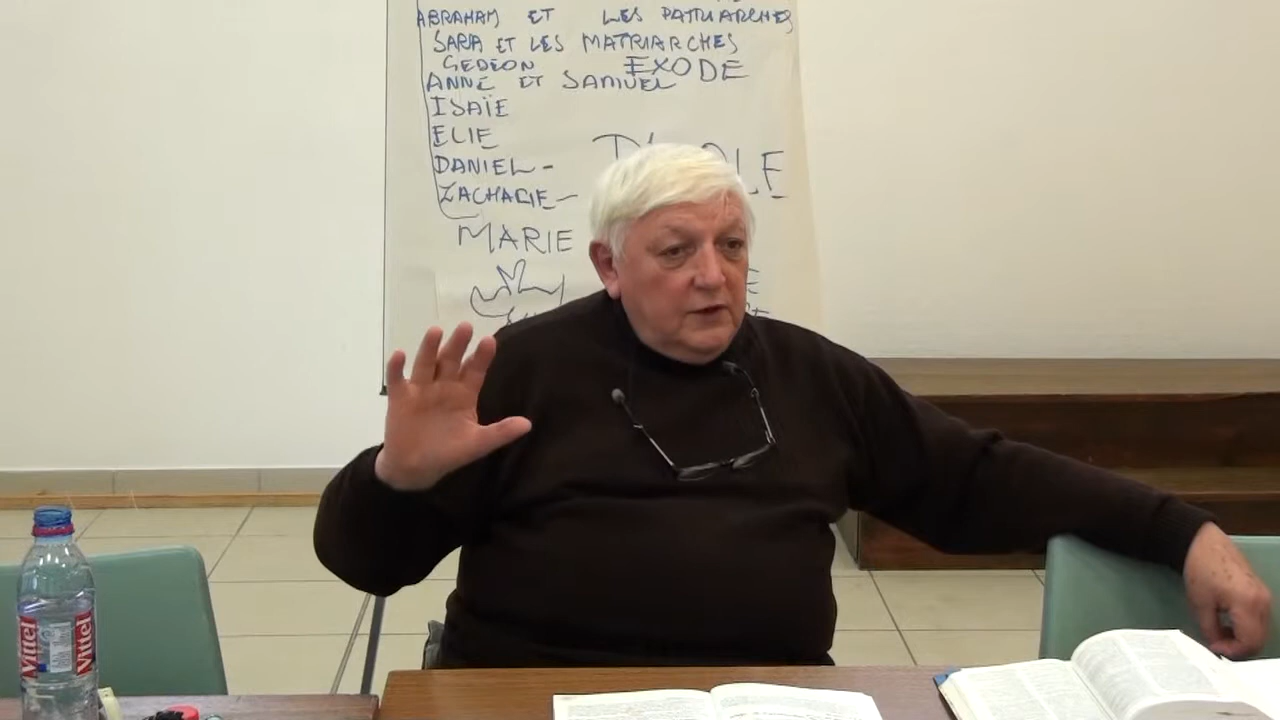 ABRAHAM ET LES PATRIARCHES
SARA ET LES MATRIARCHES
GEDEON EXODE
ANNE ET SAMUEL
ISAÏE
ELIE
DANIEL -
ZACHARIE -
MARIE
Vittel
Vittel